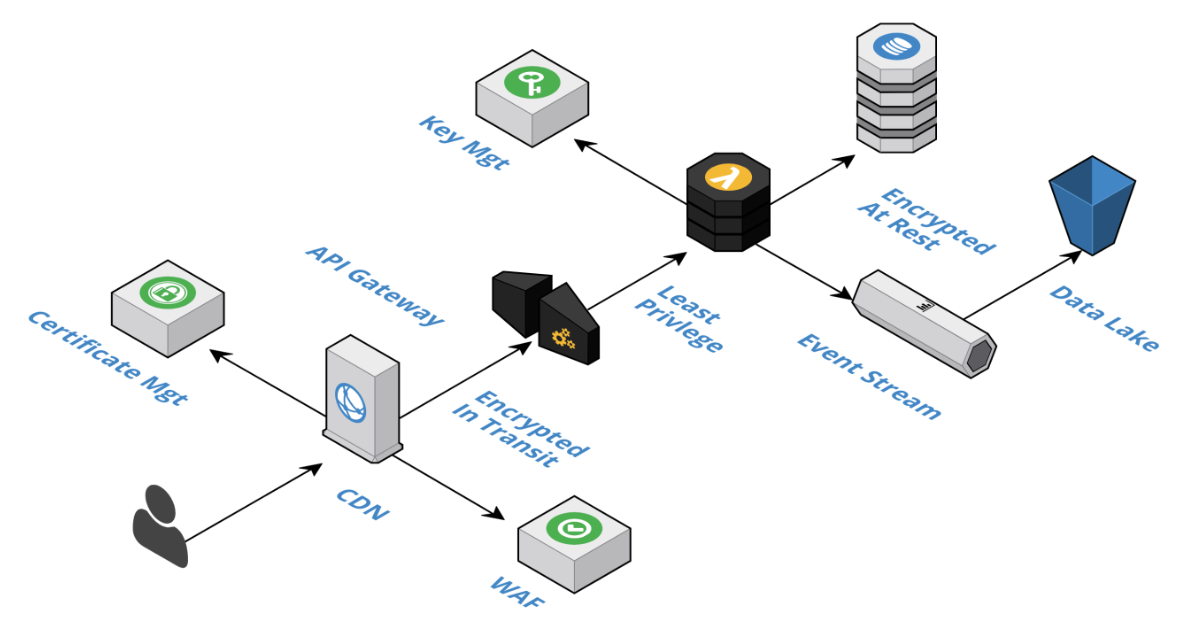 Key Mgt
Encrypted
At Rest
API Gateway
Least
Privlege
Data Lake
Certificate Mgt
Event Stream
Encrypted
In Transit
CDN
WAF